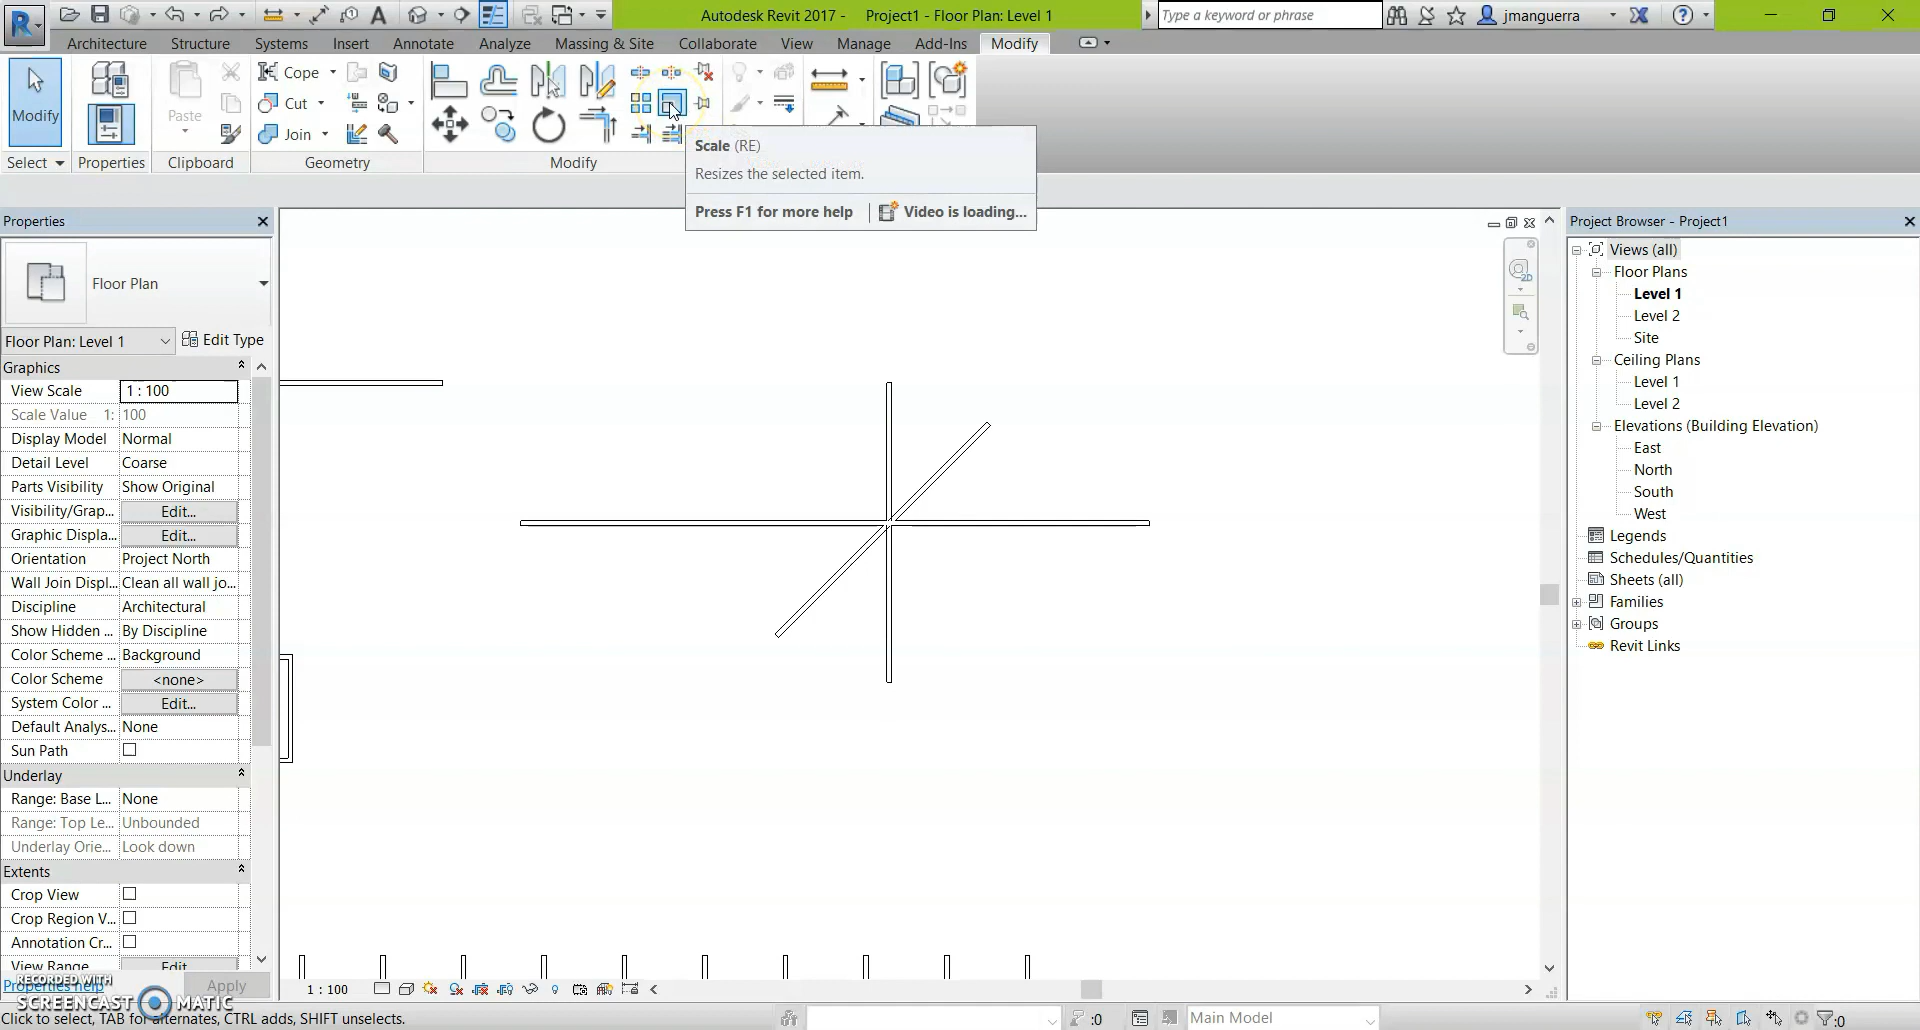 Autodesk Revit 2017 - Project1 - Floor Plan: Level 1
Type a keyword or phrase
jmanguerra
Architecture Structure Systems Insert Annotate Analyze Massing & Site Collaborate View Manage Add-Ins Modify
Modify
Paste
Cope
Cut
Join
Select Properties Clipboard Geometry Modify
Scale (RE)
Resizes the selected item.
Press F1 for more help
Video is loading...
Properties
Floor Plan
Floor Plan: Level 1
Edit Type
Graphics
View Scale 1 : 100
Scale Value 1: 100
Display Model Normal
Detail Level Coarse
Parts Visibility Show Original
Visibility/Grap... Edit...
Graphic Displa... Edit...
Orientation Project North
Wall Join Displ... Clean all wall jo...
Discipline Architectural
Show Hidden ... By Discipline
Color Scheme ... Background
Color Scheme <none>
System Color ... Edit...
Default Analys... None
Sun Path
Underlay
Range: Base L... None
Range: Top Le... Unbounded
Underlay Orie... Look down
Extents
Crop View
Crop Region V...
Annotation Cr...
View Range Edit...
Properties help
Apply
RECORDED WITH
SCREENCAST MATIC
2D
Project Browser - Project1
Views (all)
Floor Plans
Level 1
Level 2
Site
Ceiling Plans
Level 1
Level 2
Elevations (Building Elevation)
East
North
South
West
Legends
Schedules/Quantities
Sheets (all)
Families
Groups
Revit Links
1 : 100
Click to select, TAB for alternates, CTRL adds, SHIFT unselects.
:0
Main Model
:0